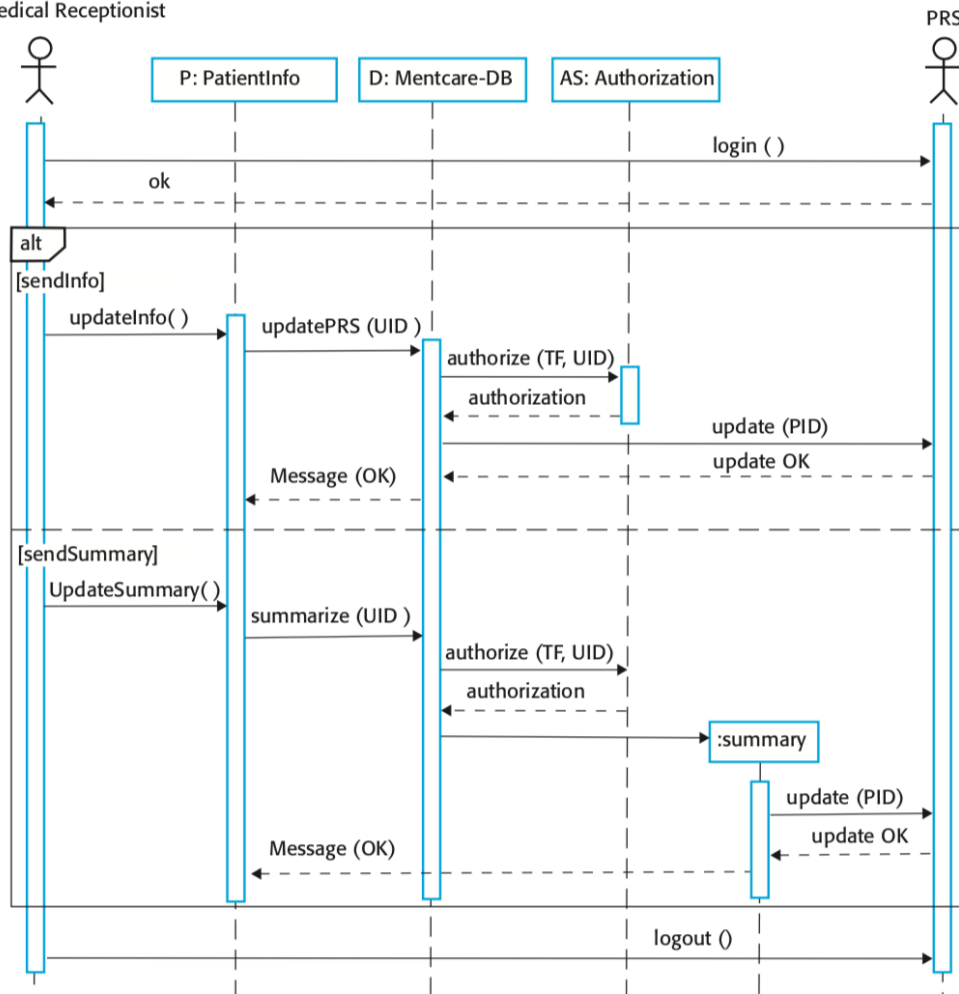 edical Receptionist
PRS
P: PatientInfo
D: Mentcare-DB
AS: Authorization
login ( )
ok
alt
[sendInfo]
updateInfo( )
updatePRS (UID )
authorize (TF, UID)
authorization
update (PID)
update OK
Message (OK)
[sendSummary]
UpdateSummary( )
summarize (UID )
authorize (TF, UID)
authorization
:summary
update (PID)
update OK
Message (OK)
logout ()